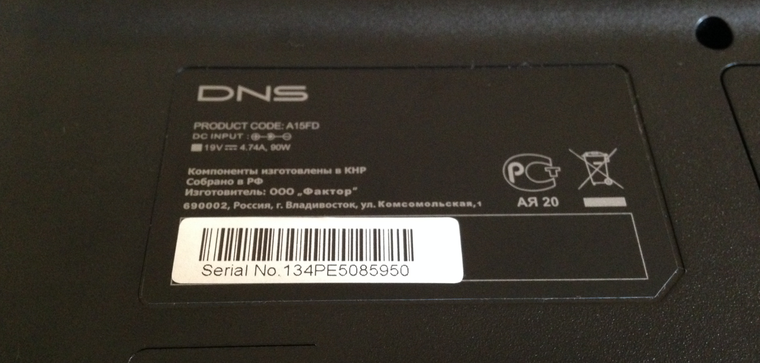 DNS
PRODUCT CODE: A15FD
DC INPUT :
19V 4.74A, 90W
Компоненты изготовлены в КНР
Собрано в РФ
Изготовитель: ООО „Фактор"
690002, Россия, г. Владивосток, ул. Комсомольская,1
РСТ
АЯ 20
Serial No.134PE5085950